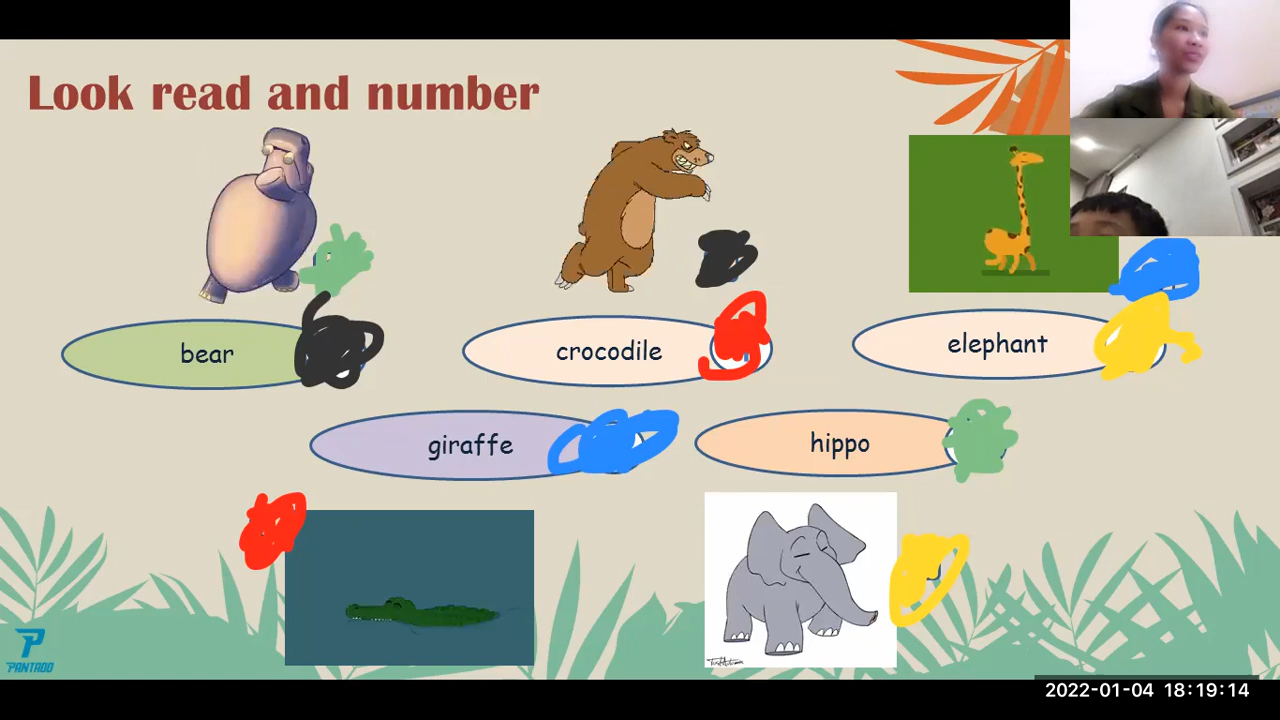 Look read and number
bear
crocodile
elephant
giraffe
hippo
PANTADO
2022-01-04 18:19:14